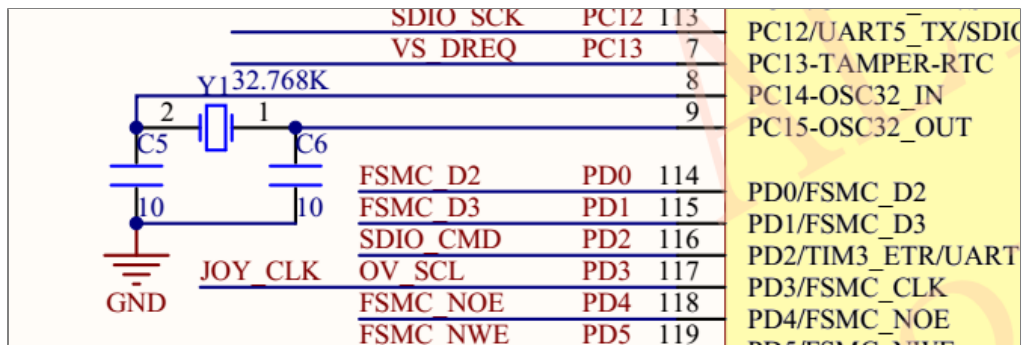 SDIO_SCK PC12 113 PC12/UART5_TX/SDIO
VS_DREQ PC13 7 PC13-TAMPER-RTC
Y1 32.768K 8 PC14-OSC32_IN
2 1 9 PC15-OSC32_OUT
C5 C6
FSMC_D2 PD0 114 PD0/FSMC_D2
10 10 FSMC_D3 PD1 115 PD1/FSMC_D3
SDIO_CMD PD2 116 PD2/TIM3_ETR/UART
JOY_CLK OV_SCL PD3 117 PD3/FSMC_CLK
GND FSMC_NOE PD4 118 PD4/FSMC_NOE
FSMC_NWE PD5 119 PD5/FSMC_NWE